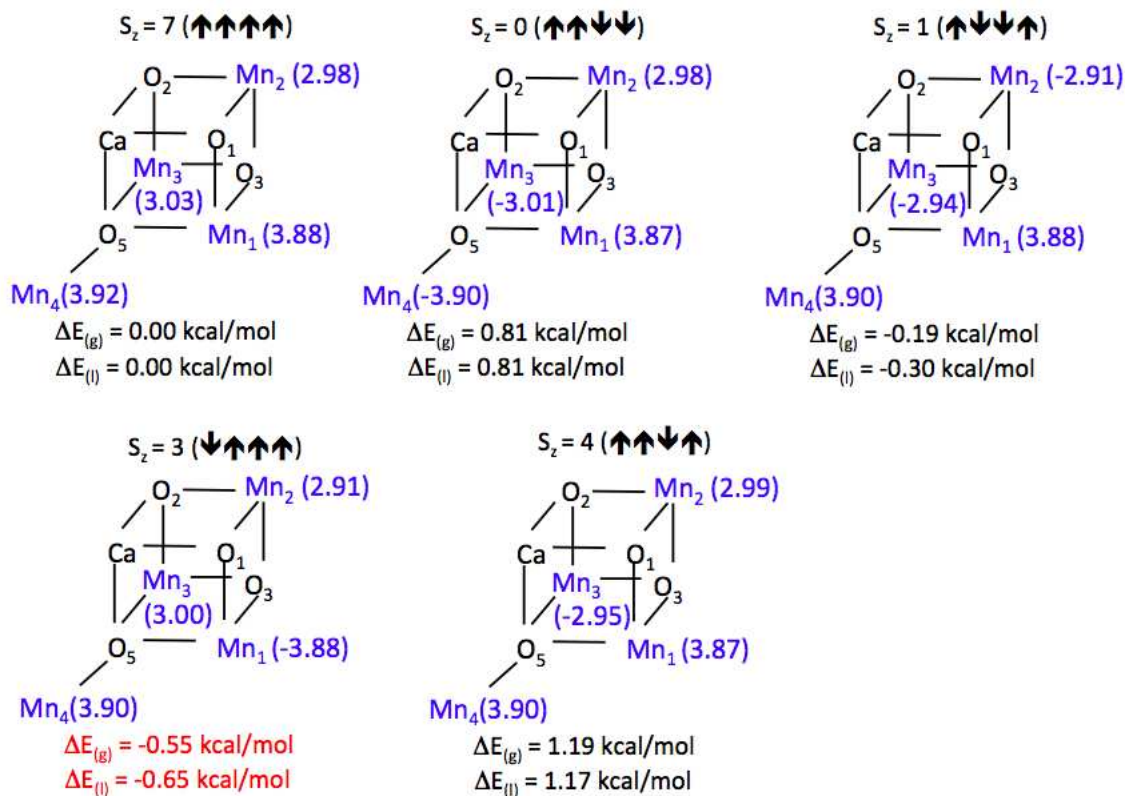 S_z = 7 (↑↑↑↑)
O₂ Mn₂ (2.98)
Ca O₁
Mn₃ O₃
(3.03)
O₅ Mn₁ (3.88)
Mn₄(3.92)
ΔE₍g₎ = 0.00 kcal/mol
ΔE₍l₎ = 0.00 kcal/mol
S_z = 0 (↑↑↓↓)
O₂ Mn₂ (2.98)
Ca O₁
Mn₃ O₃
(-3.01)
O₅ Mn₁ (3.87)
Mn₄(-3.90)
ΔE₍g₎ = 0.81 kcal/mol
ΔE₍l₎ = 0.81 kcal/mol
S_z = 1 (↑↓↓↑)
O₂ Mn₂ (-2.91)
Ca O₁
Mn₃ O₃
(-2.94)
O₅ Mn₁ (3.88)
Mn₄(3.90)
ΔE₍g₎ = -0.19 kcal/mol
ΔE₍l₎ = -0.30 kcal/mol
S_z = 3 (↓↑↑↑)
O₂ Mn₂ (2.91)
Ca O₁
Mn₃ O₃
(3.00)
O₅ Mn₁ (-3.88)
Mn₄(3.90)
ΔE₍g₎ = -0.55 kcal/mol
ΔE₍l₎ = -0.65 kcal/mol
S_z = 4 (↑↑↓↑)
O₂ Mn₂ (2.99)
Ca O₁
Mn₃ O₃
(-2.95)
O₅ Mn₁ (3.87)
Mn₄(3.90)
ΔE₍g₎ = 1.19 kcal/mol
ΔE₍l₎ = 1.17 kcal/mol